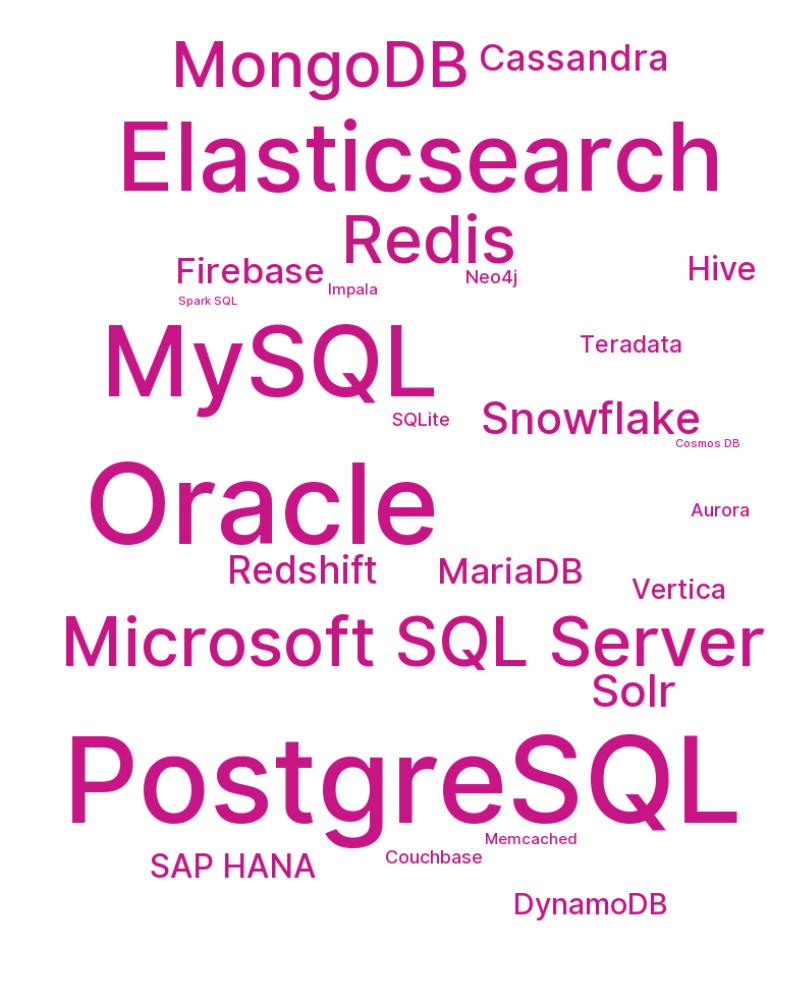 MongoDB
Cassandra
Elasticsearch
Redis
Firebase
Neo4j
Hive
Impala
Spark SQL
MySQL
Teradata
SQLite
Snowflake
Cosmos DB
Oracle
Aurora
Redshift
MariaDB
Vertica
Microsoft SQL Server
Solr
PostgreSQL
Memcached
SAP HANA
Couchbase
DynamoDB